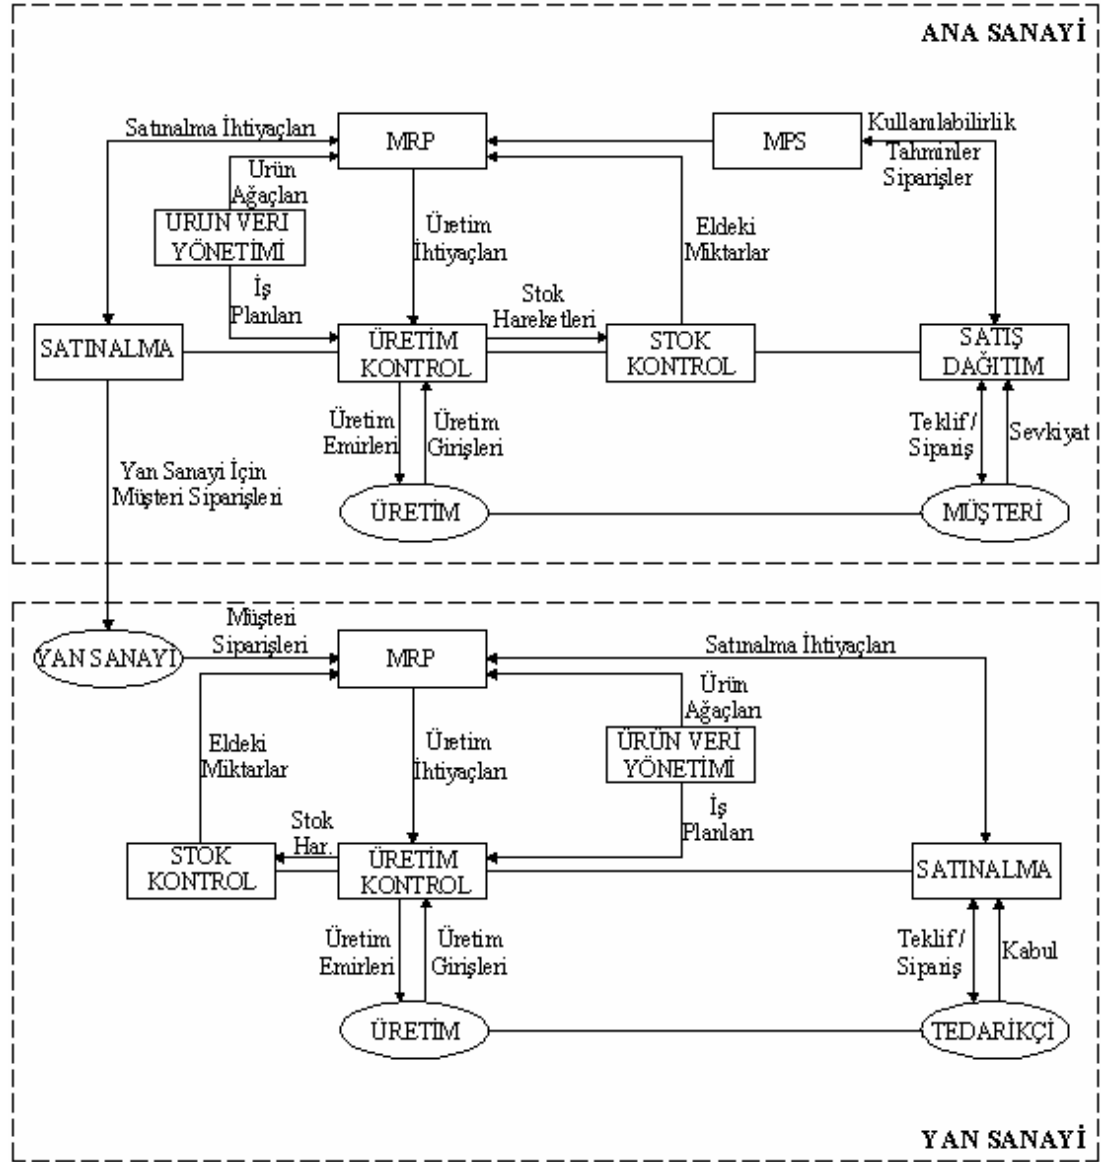 ANA SANAYİ
Satınalma İhtiyaçları
MRP
MPS
Kullanılabilirlik
Tahminler
Siparişler
Ürün
Ağaçları
ÜRÜN VERİ
YÖNETİMİ
Üretim
İhtiyaçları
Eldeki
Miktarlar
İş
Planları
Stok
Hareketleri
SATINALMA
ÜRETİM
KONTROL
STOK
KONTROL
SATIŞ
DAĞITIM
Üretim
Emirleri
Üretim
Girişleri
Teklif /
Sipariş
Sevkiyat
Yan Sanayi İçin
Müşteri Siparişleri
ÜRETİM
MÜŞTERİ
YAN SANAYİ
Müşteri
Siparişleri
MRP
Satınalma İhtiyaçları
Ürün
Ağaçları
Eldeki
Miktarlar
Üretim
İhtiyaçları
ÜRÜN VERİ
YÖNETİMİ
İş
Planları
Stok
Har.
STOK
KONTROL
ÜRETİM
KONTROL
SATINALMA
Üretim
Emirleri
Üretim
Girişleri
Teklif /
Sipariş
Kabul
ÜRETİM
TEDARİKÇİ
YAN SANAYİ